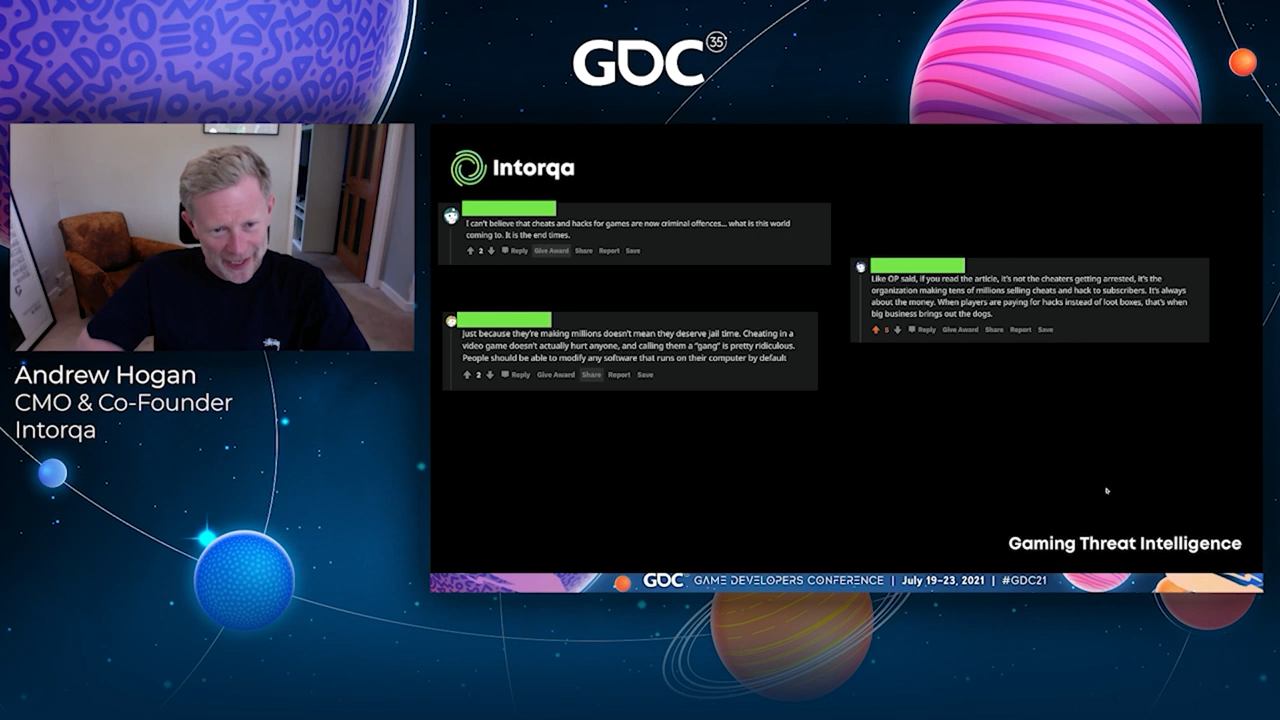 GDC 35
Intorqa
I can't believe that cheats and hacks for games are now criminal offences... what is this world
coming to. It is the end times.
2 Reply Give Award Share Report Save
Like OP said, if you read the article, it's not the cheaters getting arrested, it's the
organization making tens of millions selling cheats and hack to subscribers. It's always
about the money. When players are paying for hacks instead of loot boxes, that's when
big business brings out the dogs.
5 Reply Give Award Share Report Save
Just because they're making millions doesn't mean they deserve jail time. Cheating in a
video game doesn't actually hurt anyone, and calling them a "gang" is pretty ridiculous.
People should be able to modify any software that runs on their computer by default
2 Reply Give Award Share Report Save
Andrew Hogan
CMO & Co-Founder
Intorqa
Gaming Threat Intelligence
GDC GAME DEVELOPERS CONFERENCE | July 19-23, 2021 | #GDC21